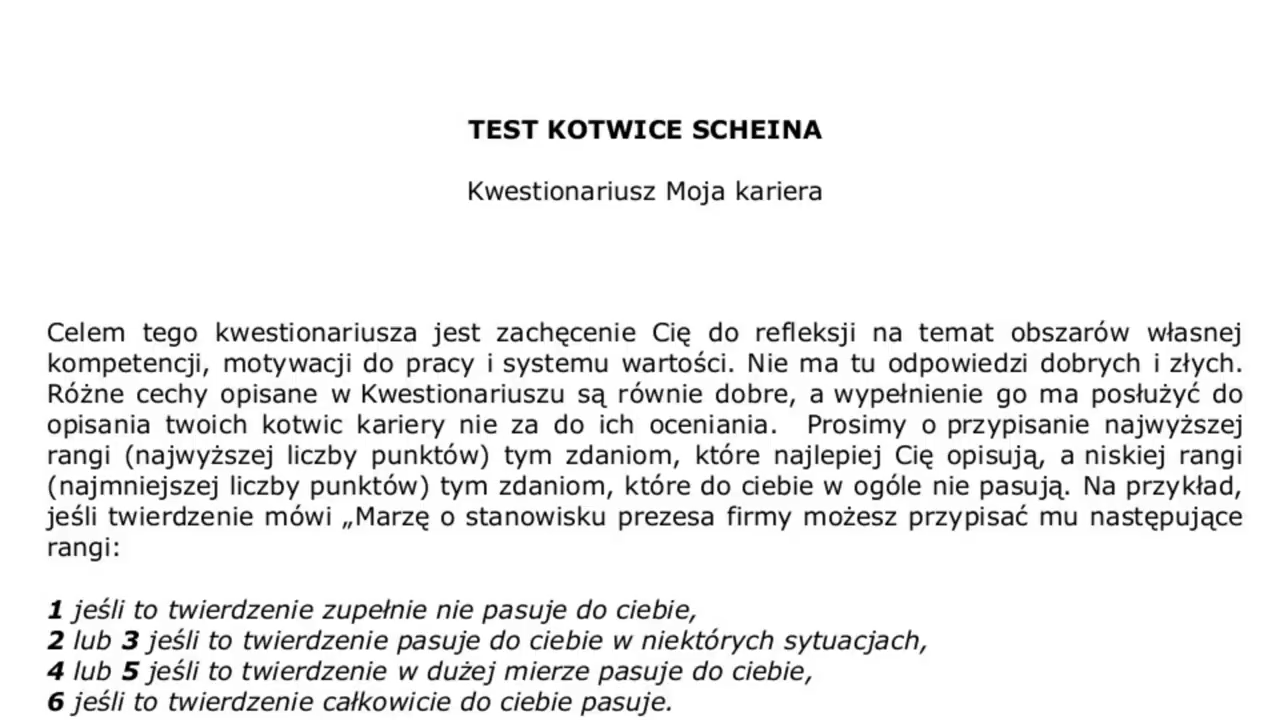 TEST KOTWICE SCHEINA
Kwestionariusz Moja kariera
Celem tego kwestionariusza jest zachęcenie Cię do refleksji na temat obszarów własnej
kompetencji, motywacji do pracy i systemu wartości. Nie ma tu odpowiedzi dobrych i złych.
Różne cechy opisane w Kwestionariuszu są równie dobre, a wypełnienie go ma posłużyć do
opisania twoich kotwic kariery nie za do ich oceniania. Prosimy o przypisanie najwyższej
rangi (najwyższej liczby punktów) tym zdaniom, które najlepiej Cię opisują, a niskiej rangi
(najmniejszej liczby punktów) tym zdaniom, które do ciebie w ogóle nie pasują. Na przykład,
jeśli twierdzenie mówi „Marzę o stanowisku prezesa firmy możesz przypisać mu następujące
rangi:
1 jeśli to twierdzenie zupełnie nie pasuje do ciebie,
2 lub 3 jeśli to twierdzenie pasuje do ciebie w niektórych sytuacjach,
4 lub 5 jeśli to twierdzenie w dużej mierze pasuje do ciebie,
6 jeśli to twierdzenie całkowicie do ciebie pasuje.